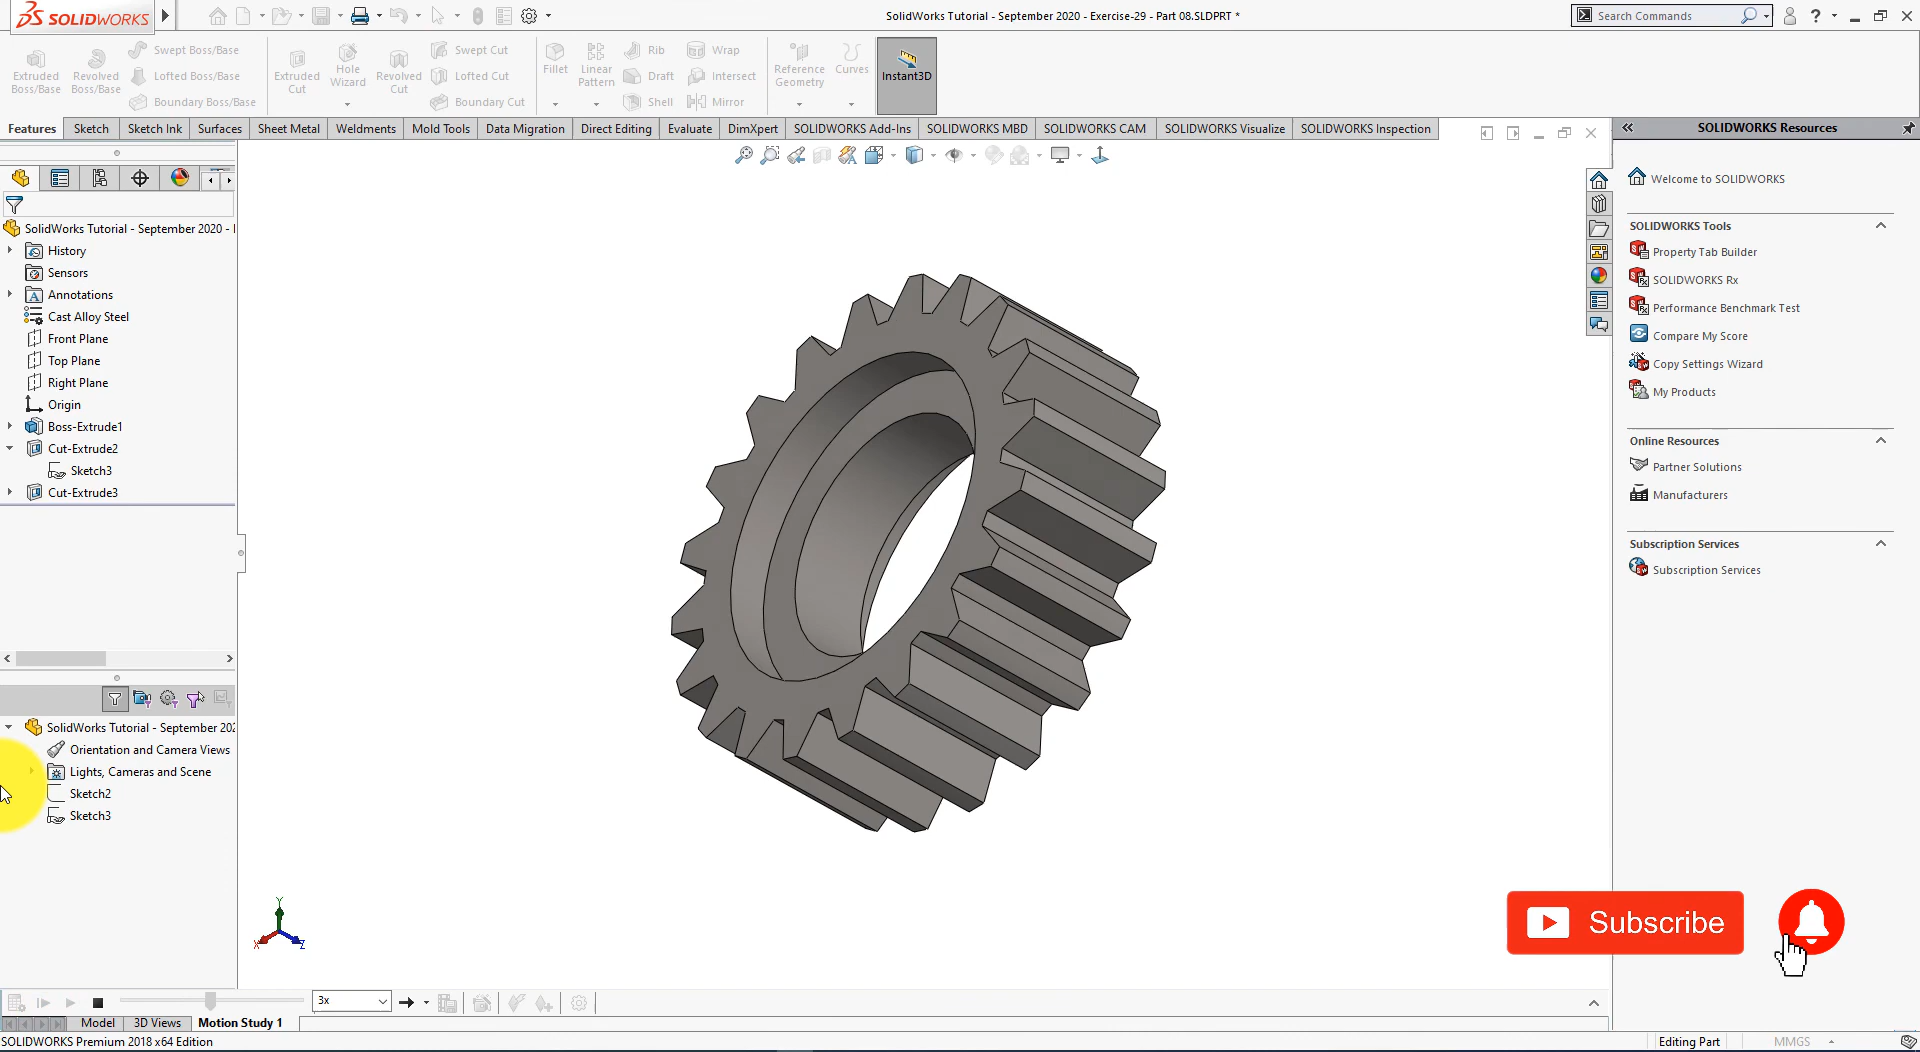 SOLIDWORKS
SolidWorks Tutorial - September 2020 - Exercise-29 - Part 08.SLDPRT *
Search Commands
Extruded Boss/Base
Revolved Boss/Base
Swept Boss/Base
Lofted Boss/Base
Boundary Boss/Base
Extruded Cut
Hole Wizard
Revolved Cut
Swept Cut
Lofted Cut
Boundary Cut
Fillet
Linear Pattern
Rib
Draft
Shell
Wrap
Intersect
Mirror
Reference Geometry
Curves
Instant3D
Features
Sketch
Sketch Ink
Surfaces
Sheet Metal
Weldments
Mold Tools
Data Migration
Direct Editing
Evaluate
DimXpert
SOLIDWORKS Add-Ins
SOLIDWORKS MBD
SOLIDWORKS CAM
SOLIDWORKS Visualize
SOLIDWORKS Inspection
SolidWorks Tutorial - September 2020 -
History
Sensors
Annotations
Cast Alloy Steel
Front Plane
Top Plane
Right Plane
Origin
Boss-Extrude1
Cut-Extrude2
Sketch3
Cut-Extrude3
SolidWorks Tutorial - September 202
Orientation and Camera Views
Lights, Cameras and Scene
Sketch2
Sketch3
Y
X
Z
SOLIDWORKS Resources
Welcome to SOLIDWORKS
SOLIDWORKS Tools
Property Tab Builder
SOLIDWORKS Rx
Performance Benchmark Test
Compare My Score
Copy Settings Wizard
My Products
Online Resources
Partner Solutions
Manufacturers
Subscription Services
Subscription Services
Subscribe
3x
Model
3D Views
Motion Study 1
SOLIDWORKS Premium 2018 x64 Edition
Editing Part
MMGS